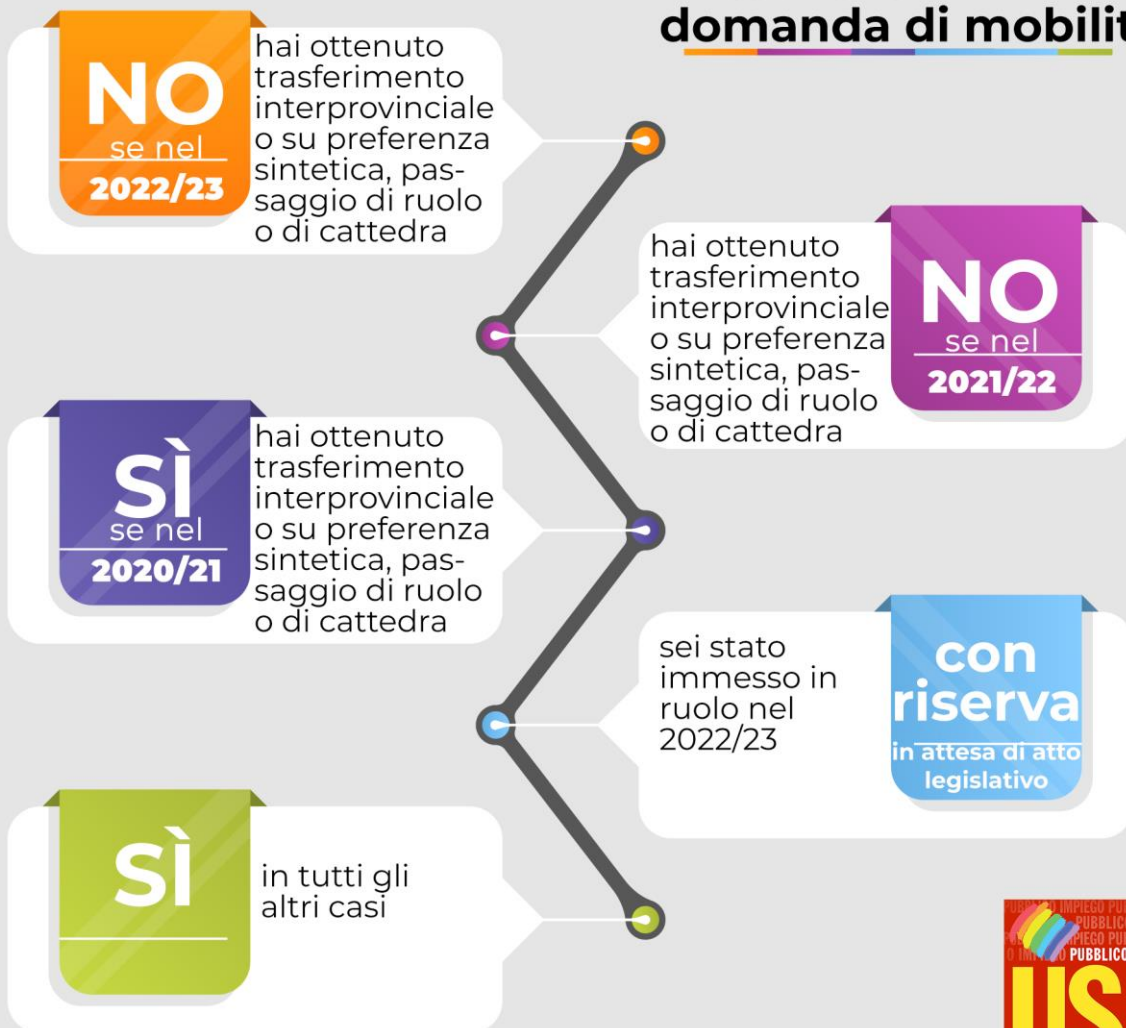 domanda di mobilit
NO
se nel
2022/23
hai ottenuto
trasferimento
interprovinciale
o su preferenza
sintetica, pas-
saggio di ruolo
o di cattedra
hai ottenuto
trasferimento
interprovinciale
o su preferenza
sintetica, pas-
saggio di ruolo
o di cattedra
NO
se nel
2021/22
SÌ
se nel
2020/21
hai ottenuto
trasferimento
interprovinciale
o su preferenza
sintetica, pas-
saggio di ruolo
o di cattedra
sei stato
immesso in
ruolo nel
2022/23
con
riserva
in attesa di atto
legislativo
SÌ
in tutti gli
altri casi
PUBBLICO
US